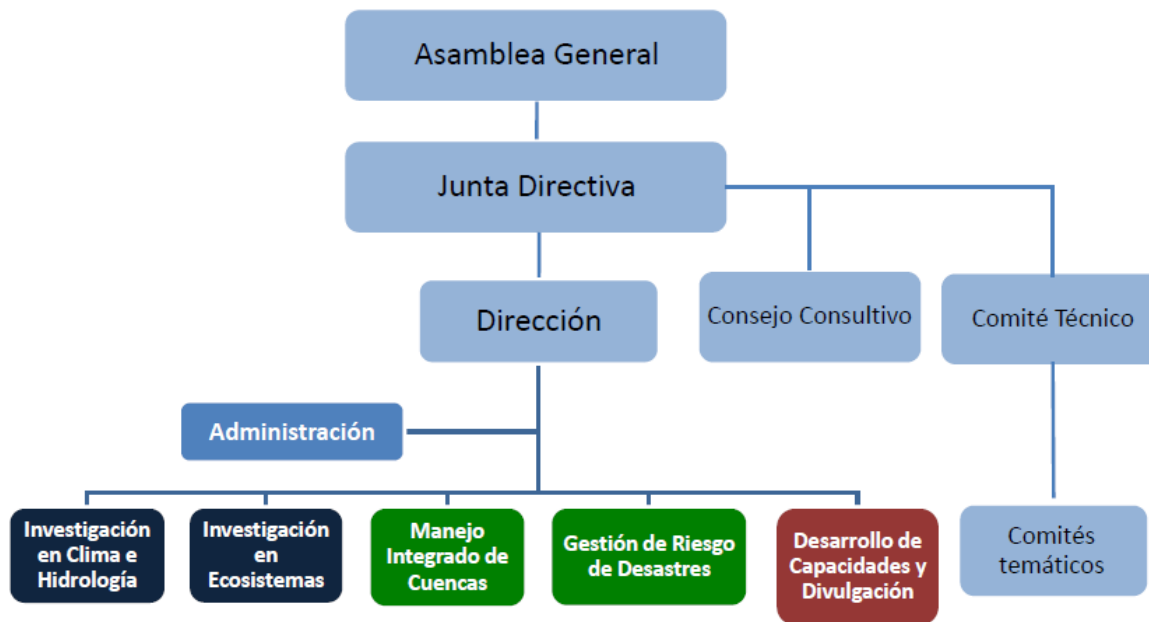 Asamblea General
Junta Directiva
Dirección
Consejo Consultivo
Comité Técnico
Administración
Investigación
en Clima e
Hidrología
Investigación
en
Ecosistemas
Manejo
Integrado de
Cuencas
Gestión de Riesgo
de Desastres
Desarrollo de
Capacidades y
Divulgación
Comités
temáticos